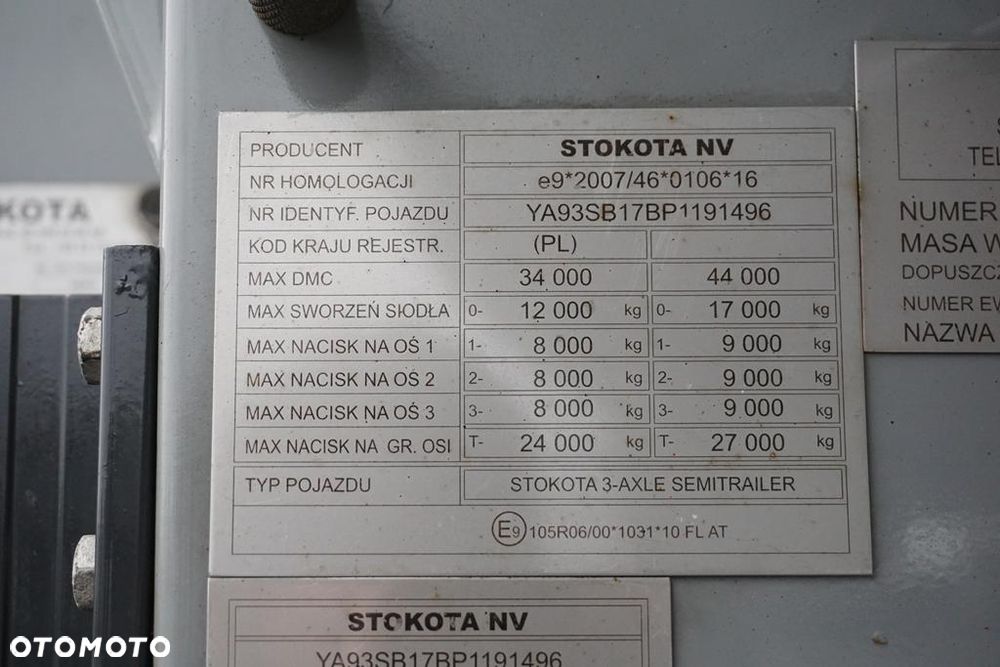 KOTA
PRODUCENT STOKOTA NV
NR HOMOLOGACJI e9*2007/46*0106*16
NR IDENTYF. POJAZDU YA93SB17BP1191496
KOD KRAJU REJESTR. (PL)
MAX DMC 34 000 44 000
MAX SWORZEŃ SIODŁA 0- 12 000 kg 0- 17 000 kg
MAX NACISK NA OŚ 1 1- 8 000 kg 1- 9 000 kg
MAX NACISK NA OŚ 2 2- 8 000 kg 2- 9 000 kg
MAX NACISK NA OŚ 3 3- 8 000 kg 3- 9 000 kg
MAX NACISK NA GR. OSI T- 24 000 kg T- 27 000 kg
TYP POJAZDU STOKOTA 3-AXLE SEMITRAILER
E9 105R06/00*1031*10 FL AT
STOKOTA NV
YA93SB17BP1191496
TEL
NUMER
MASA W
DOPUSZCZ
NUMER EW
NAZWA
OTOMOTO